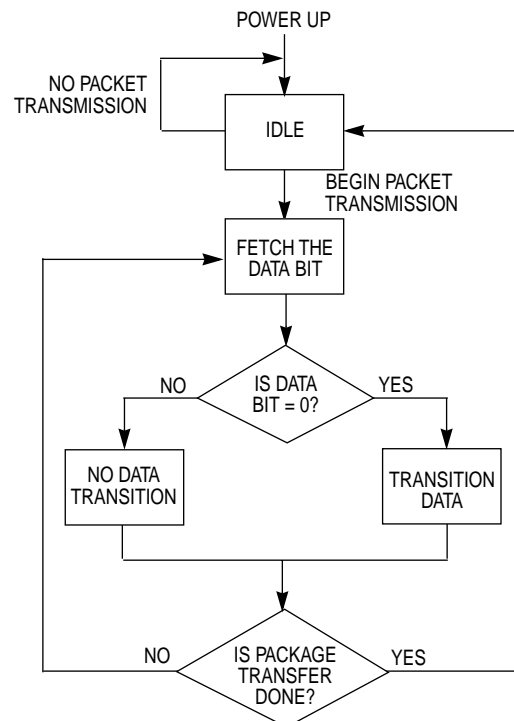 POWER UP
NO PACKET
TRANSMISSION
IDLE
BEGIN PACKET
TRANSMISSION
FETCH THE
DATA BIT
NO
IS DATA
BIT = 0?
YES
NO DATA
TRANSITION
TRANSITION
DATA
NO
IS PACKAGE
TRANSFER
DONE?
YES